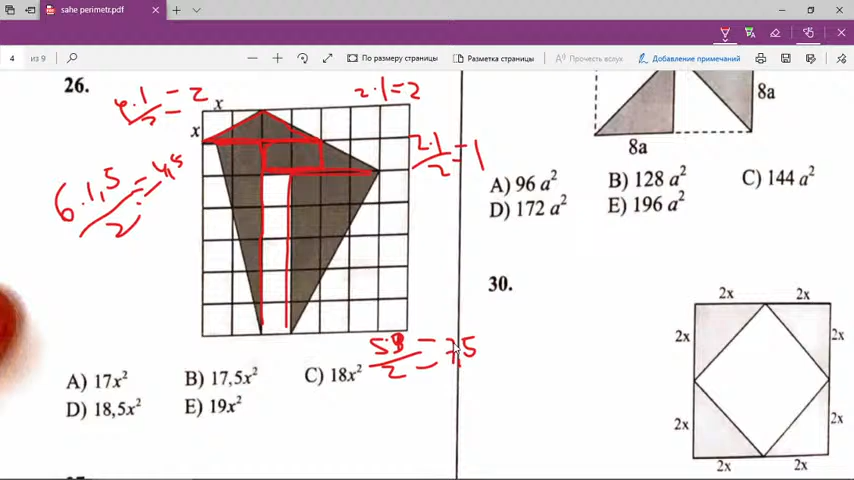 sahe perimetr.pdf
4 из 9
По размеру страницы
Разметка страницы
Прочесть вслух
Добавление примечаний
26.
4·1/2 = 2
x
2·1=2
x
2·1/2 = 1
6·1,5/2 = 4,5
5·3/2 = 7,5
A) 17x²
B) 17,5x²
C) 18x²
D) 18,5x²
E) 19x²
8a
8a
A) 96 a²
B) 128 a²
C) 144 a²
D) 172 a²
E) 196 a²
30.
2x 2x
2x 2x
2x 2x
2x 2x